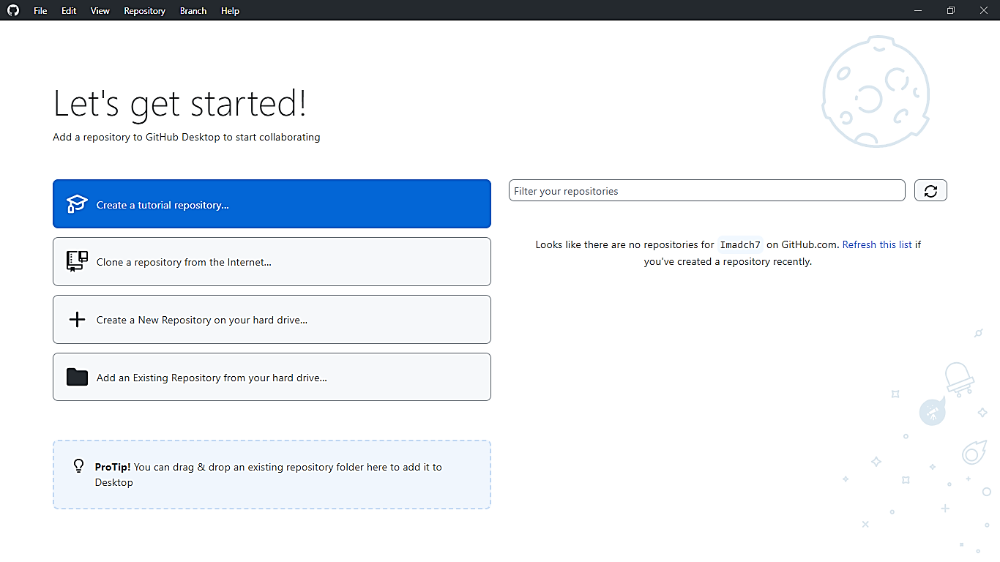 File Edit View Repository Branch Help
Let's get started!
Add a repository to GitHub Desktop to start collaborating
Create a tutorial repository...
Clone a repository from the Internet...
Create a New Repository on your hard drive...
Add an Existing Repository from your hard drive...
ProTip! You can drag & drop an existing repository folder here to add it to
Desktop
Filter your repositories
Looks like there are no repositories for Imadch7 on GitHub.com. Refresh this list if
you've created a repository recently.